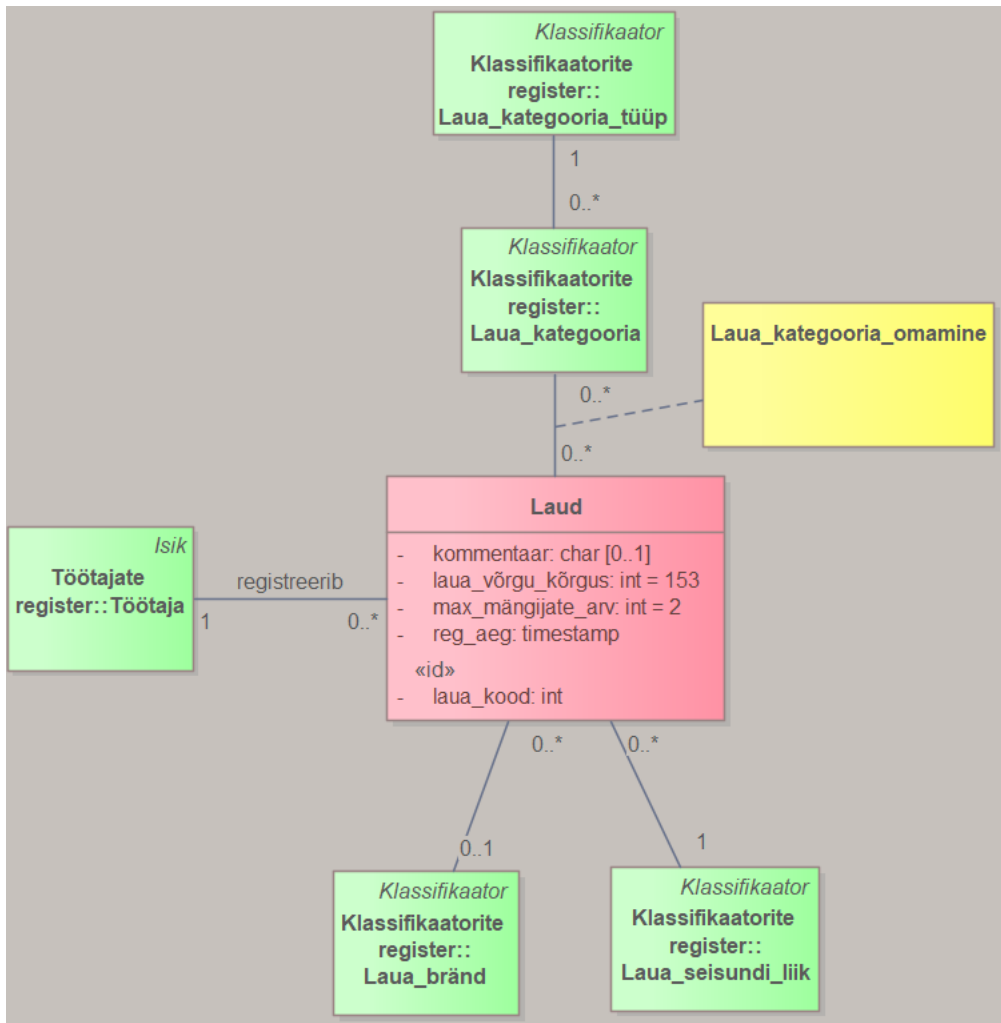 Klassifikaator
Klassifikaatorite
register::
Laua_kategooria_tüüp
1
0..*
Klassifikaator
Klassifikaatorite
register::
Laua_kategooria
Laua_kategooria_omamine
0..*
0..*
Laud
- kommentaar: char [0..1]
- laua_võrgu_kõrgus: int = 153
- max_mängijate_arv: int = 2
- reg_aeg: timestamp
«id»
- laua_kood: int
Isik
Töötajate
register::Töötaja
registreerib
1
0..*
0..*
0..*
0..1
1
Klassifikaator
Klassifikaatorite
register::
Laua_bränd
Klassifikaator
Klassifikaatorite
register::
Laua_seisundi_liik